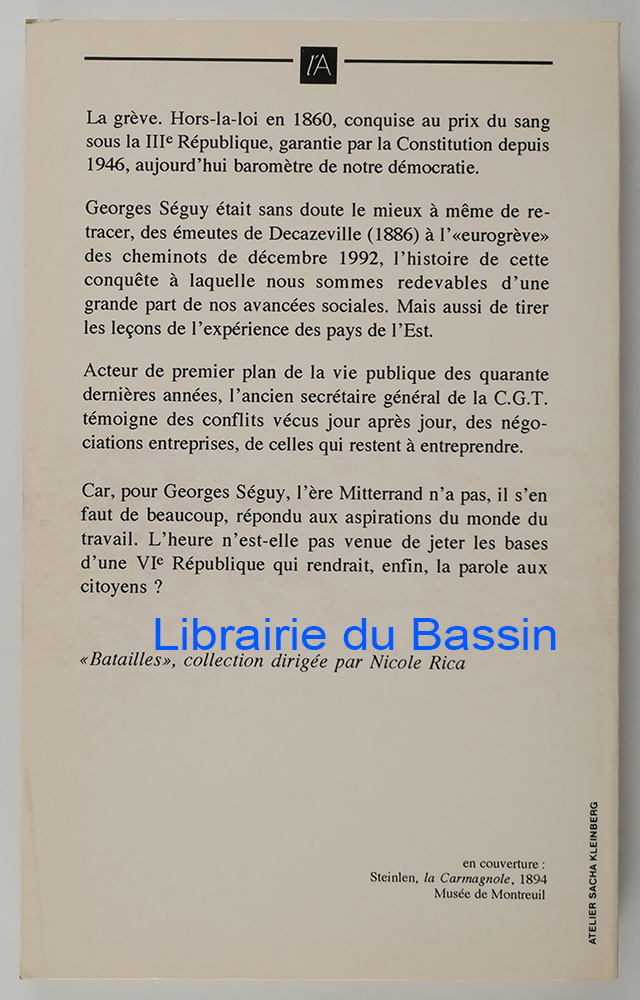 l'A
La grève. Hors-la-loi en 1860, conquise au prix du sang
sous la IIIe République, garantie par la Constitution depuis
1946, aujourd'hui baromètre de notre démocratie.
Georges Séguy était sans doute le mieux à même de re-
tracer, des émeutes de Decazeville (1886) à l'«eurogrève»
des cheminots de décembre 1992, l'histoire de cette
conquête à laquelle nous sommes redevables d'une
grande part de nos avancées sociales. Mais aussi de tirer
les leçons de l'expérience des pays de l'Est.
Acteur de premier plan de la vie publique des quarante
dernières années, l'ancien secrétaire général de la C.G.T.
témoigne des conflits vécus jour après jour, des négo-
ciations entreprises, de celles qui restent à entreprendre.
Car, pour Georges Séguy, l'ère Mitterrand n'a pas, il s'en
faut de beaucoup, répondu aux aspirations du monde du
travail. L'heure n'est-elle pas venue de jeter les bases
d'une VIe République qui rendrait, enfin, la parole aux
citoyens ?
Librairie du Bassin
«Batailles», collection dirigée par Nicole Rica
en couverture :
Steinlen, la Carmagnole, 1894
Musée de Montreuil
ATELIER SACHA KLEINBERG